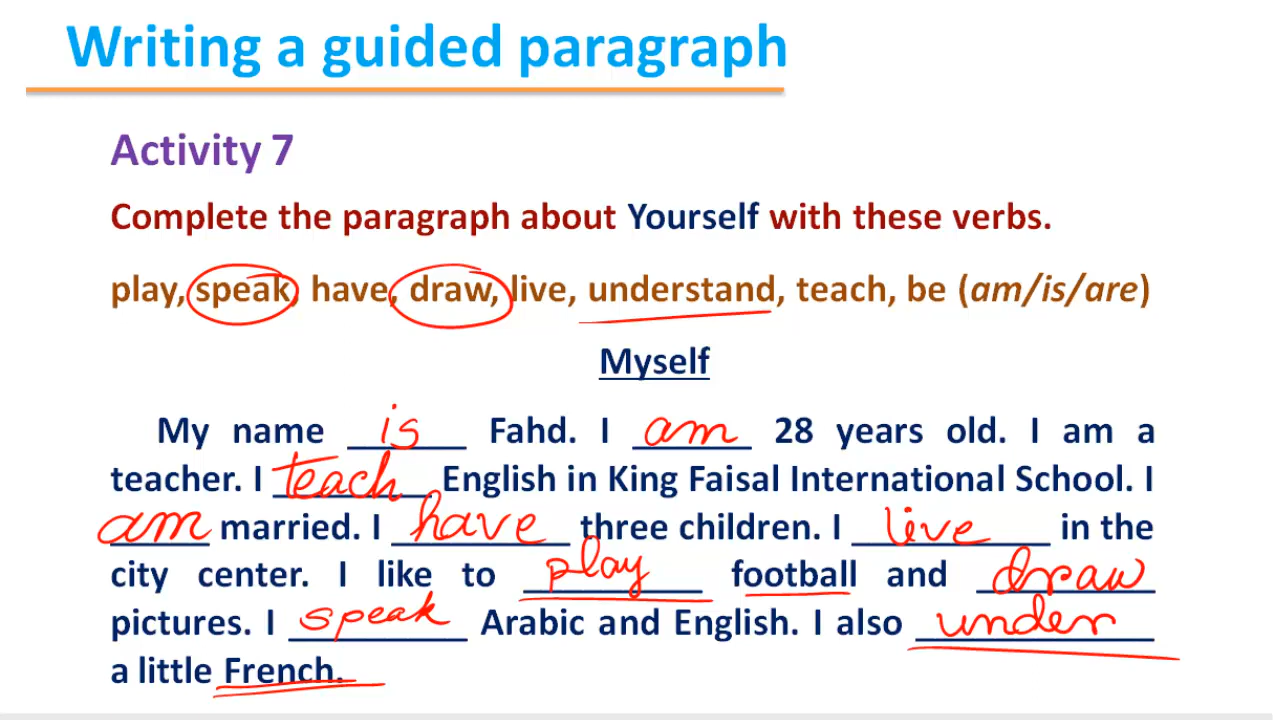 Writing a guided paragraph
Activity 7
Complete the paragraph about Yourself with these verbs.
play, speak, have, draw, live, understand, teach, be (am/is/are)
Myself
My name is Fahd. I am 28 years old. I am a
teacher. I teach English in King Faisal International School. I
am married. I have three children. I live in the
city center. I like to play football and draw
pictures. I speak Arabic and English. I also under
a little French.